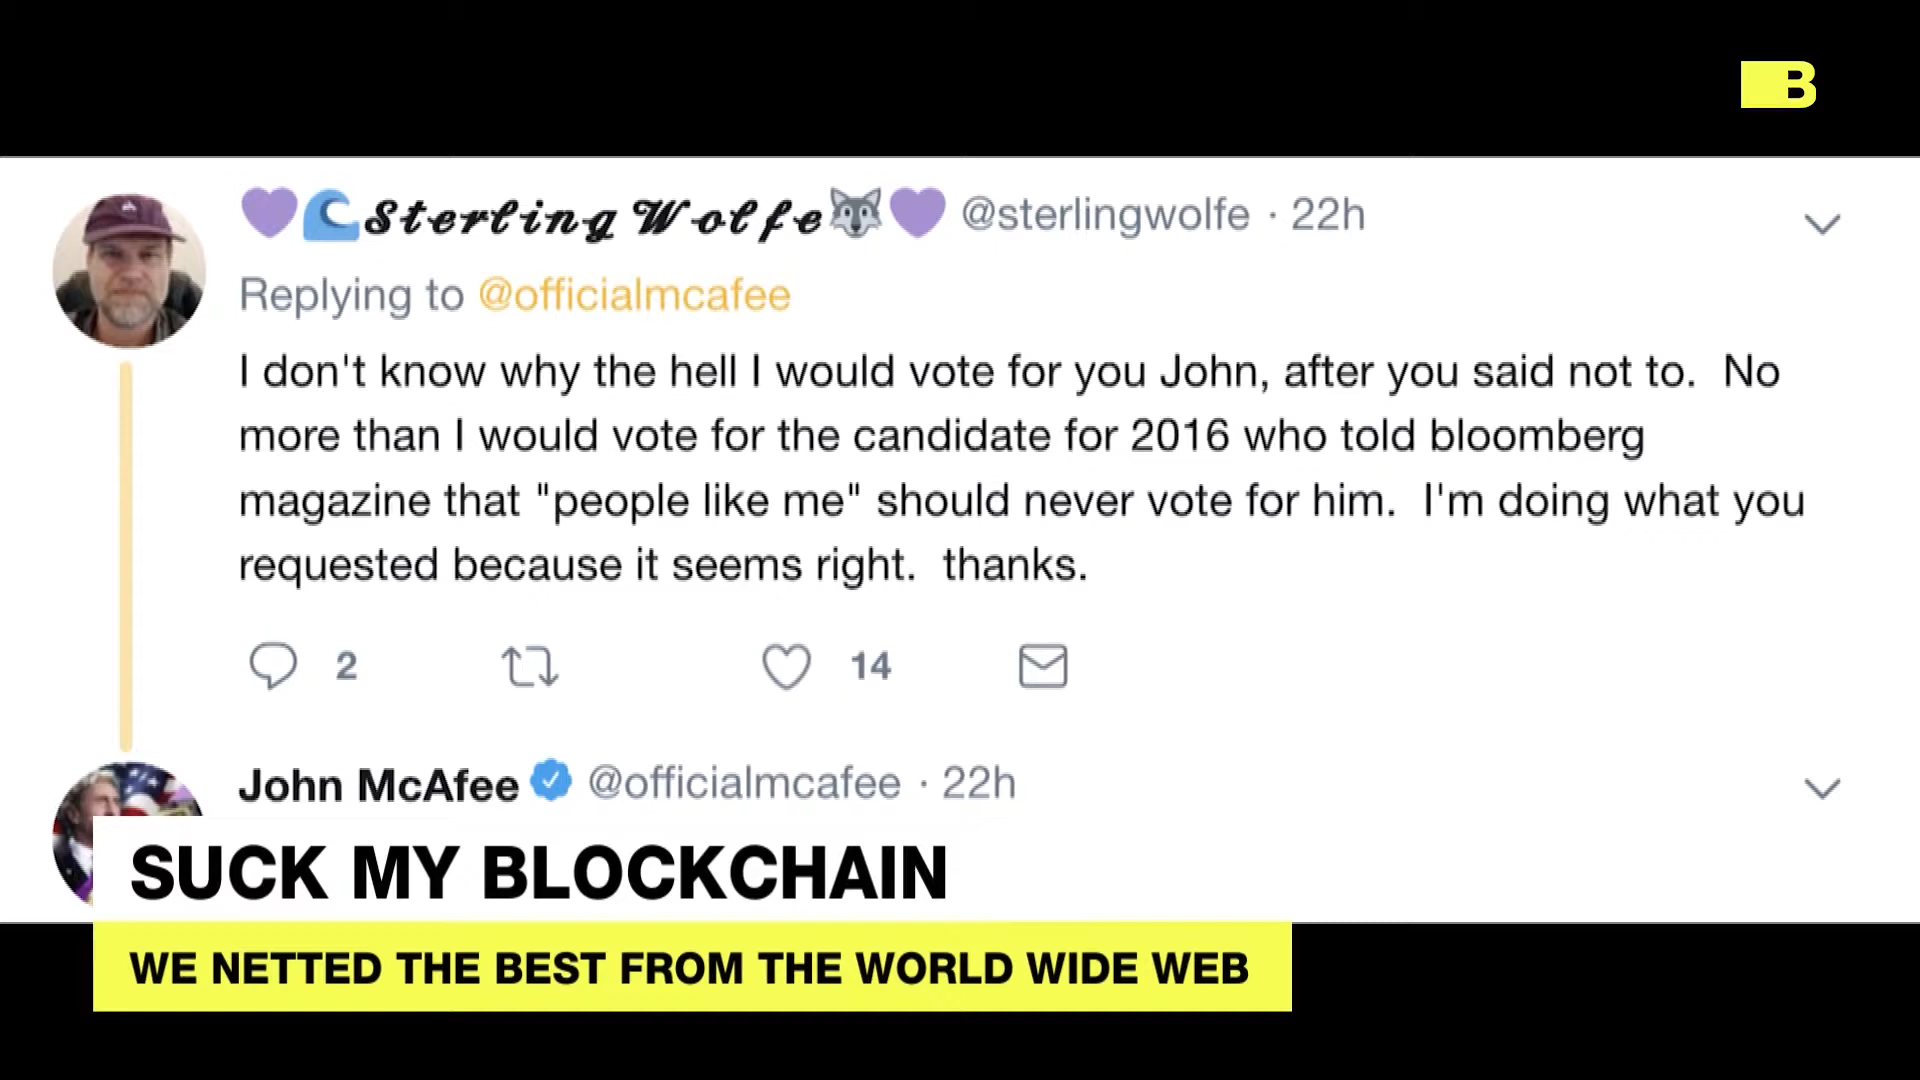 B
💜🌊𝓢𝓽𝓮𝓻𝓵𝓲𝓷𝓰 𝓦𝓸𝓵𝓯𝓮🐺💜 @sterlingwolfe · 22h
Replying to @officialmcafee
I don't know why the hell I would vote for you John, after you said not to.  No
more than I would vote for the candidate for 2016 who told bloomberg
magazine that "people like me" should never vote for him.  I'm doing what you
requested because it seems right.  thanks.
2 14
John McAfee @officialmcafee · 22h
SUCK MY BLOCKCHAIN
WE NETTED THE BEST FROM THE WORLD WIDE WEB